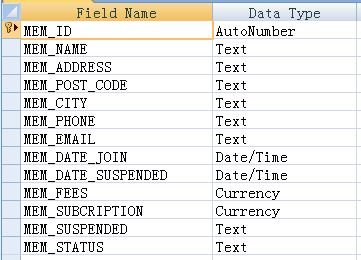 Field Name Data Type
MEM_ID AutoNumber
MEM_NAME Text
MEM_ADDRESS Text
MEM_POST_CODE Text
MEM_CITY Text
MEM_PHONE Text
MEM_EMAIL Text
MEM_DATE_JOIN Date/Time
MEM_DATE_SUSPENDED Date/Time
MEM_FEES Currency
MEM_SUBCRIPTION Currency
MEM_SUSPENDED Text
MEM_STATUS Text